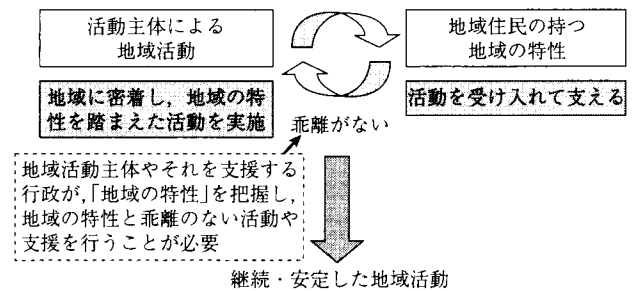 活動主体による
地域活動
地域住民の持つ
地域の特性
地域に密着し，地域の特
性を踏まえた活動を実施
活動を受け入れて支える
乖離がない
地域活動主体やそれを支援する
行政が，「地域の特性」を把握し，
地域の特性と乖離のない活動や
支援を行うことが必要
継続・安定した地域活動